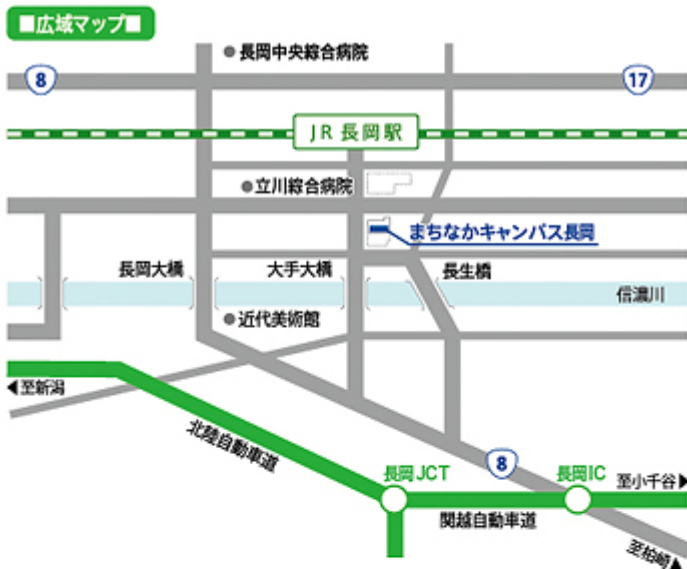 ■広域マップ■
長岡中央綜合病院
8
17
JR 長岡駅
立川綜合病院
まちなかキャンパス長岡
長岡大橋
大手大橋
長生橋
信濃川
近代美術館
◀至新潟
北陸自動車道
8
長岡JCT
長岡IC
至小千谷▶
関越自動車道
至柏崎▲